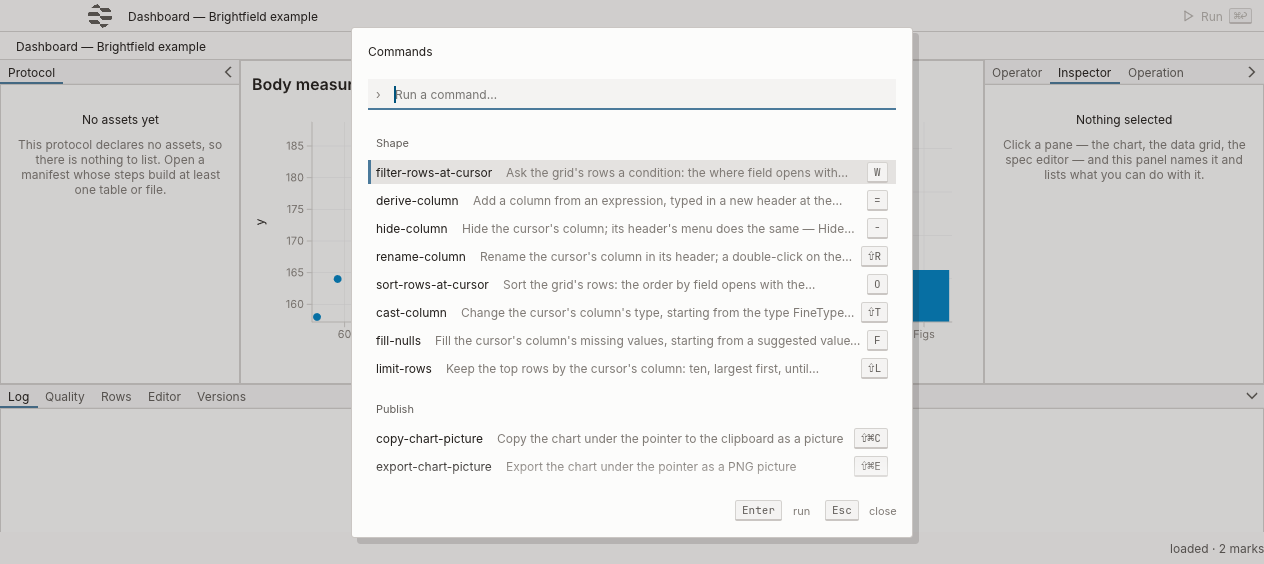 Dashboard — Brightfield example
Run ⌘⏎
Dashboard — Brightfield example
Protocol
No assets yet
This protocol declares no assets, so
there is nothing to list. Open a
manifest whose steps build at least
one table or file.
Body measur
y
185
180
175
170
165
160
60
Figs
Commands
› Run a command...
Shape
filter-rows-at-cursor Ask the grid's rows a condition: the where field opens with… W
derive-column Add a column from an expression, typed in a new header at the… =
hide-column Hide the cursor's column; its header's menu does the same — Hide… -
rename-column Rename the cursor's column in its header; a double-click on the… ⇧R
sort-rows-at-cursor Sort the grid's rows: the order by field opens with the… O
cast-column Change the cursor's column's type, starting from the type FineType… ⇧T
fill-nulls Fill the cursor's column's missing values, starting from a suggested value… F
limit-rows Keep the top rows by the cursor's column: ten, largest first, until… ⇧L
Publish
copy-chart-picture Copy the chart under the pointer to the clipboard as a picture ⇧⌘C
export-chart-picture Export the chart under the pointer as a PNG picture ⇧⌘E
Enter run Esc close
Operator Inspector Operation
Nothing selected
Click a pane — the chart, the data grid, the
spec editor — and this panel names it and
lists what you can do with it.
Log Quality Rows Editor Versions
loaded · 2 marks